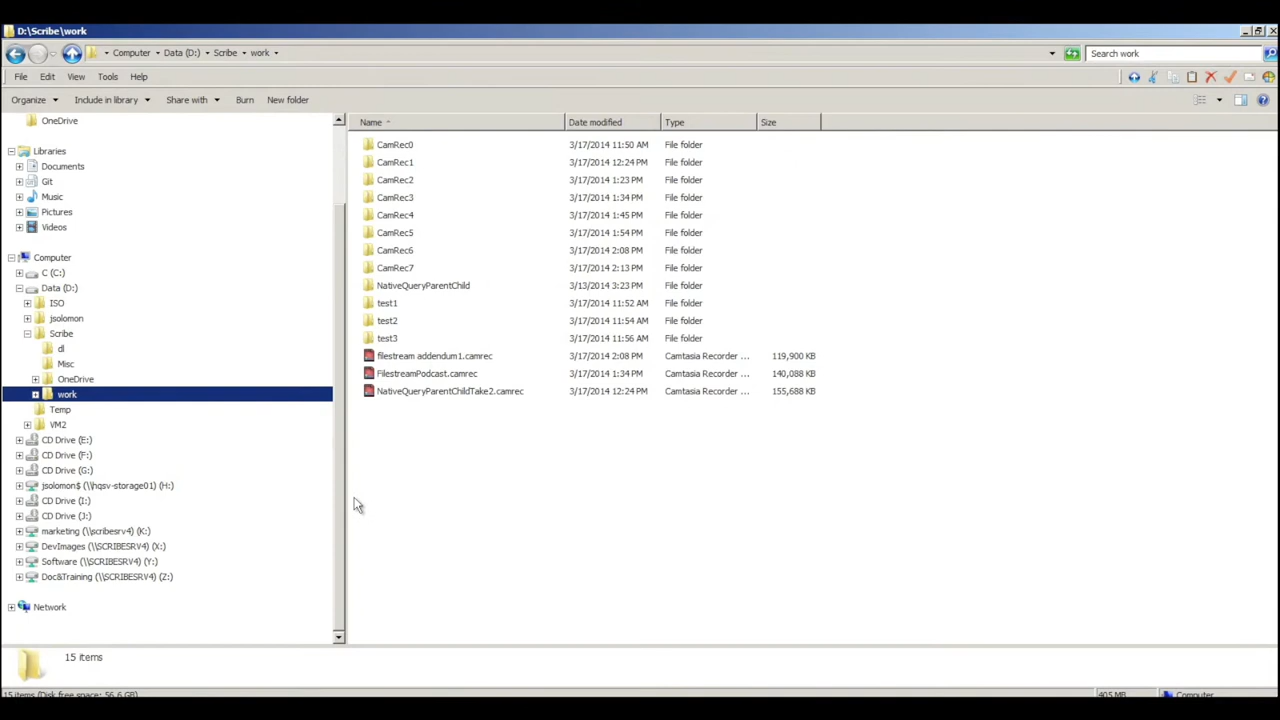 D:\Scribe\work
Computer Data (D:) Scribe work Search work
File Edit View Tools Help
Organize Include in library Share with Burn New folder
OneDrive
Libraries
Documents
Git
Music
Pictures
Videos
Computer
C (C:)
Data (D:)
ISO
jsolomon
Scribe
dl
Misc
OneDrive
work
Temp
VM2
CD Drive (E:)
CD Drive (F:)
CD Drive (G:)
jsolomon$ (\\hqsv-storage01) (H:)
CD Drive (I:)
CD Drive (J:)
marketing (\\scribesrv4) (K:)
DevImages (\\SCRIBESRV4) (X:)
Software (\\SCRIBESRV4) (Y:)
Doc&Training (\\SCRIBESRV4) (Z:)
Network
Name Date modified Type Size
CamRec0 3/17/2014 11:50 AM File folder
CamRec1 3/17/2014 12:24 PM File folder
CamRec2 3/17/2014 1:23 PM File folder
CamRec3 3/17/2014 1:34 PM File folder
CamRec4 3/17/2014 1:45 PM File folder
CamRec5 3/17/2014 1:54 PM File folder
CamRec6 3/17/2014 2:08 PM File folder
CamRec7 3/17/2014 2:13 PM File folder
NativeQueryParentChild 3/13/2014 3:23 PM File folder
test1 3/17/2014 11:52 AM File folder
test2 3/17/2014 11:54 AM File folder
test3 3/17/2014 11:56 AM File folder
filestream addendum1.camrec 3/17/2014 2:08 PM Camtasia Recorder ... 119,900 KB
FilestreamPodcast.camrec 3/17/2014 1:34 PM Camtasia Recorder ... 140,088 KB
NativeQueryParentChildTake2.camrec 3/17/2014 12:24 PM Camtasia Recorder ... 155,688 KB
15 items
15 items (Disk free space: 56.6 GB) 405 MB Computer